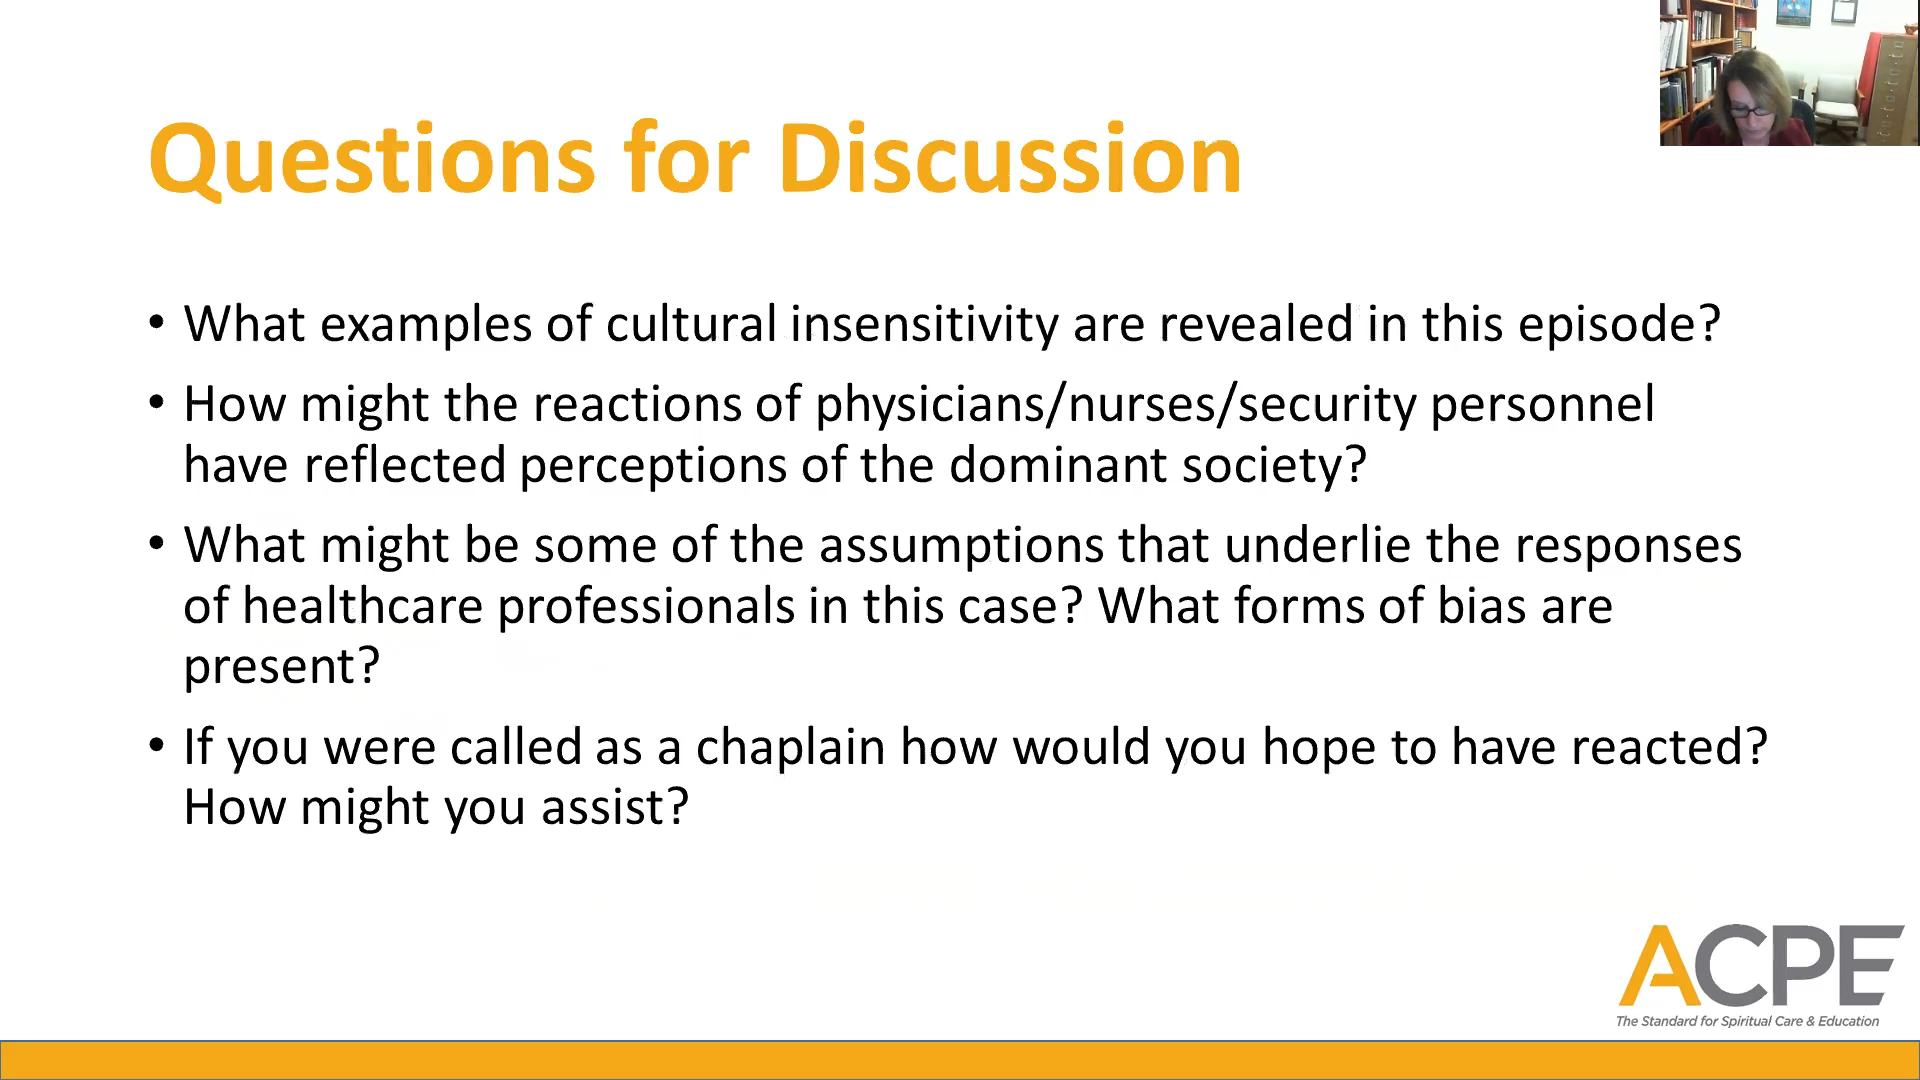 Questions for Discussion
• What examples of cultural insensitivity are revealed in this episode?
• How might the reactions of physicians/nurses/security personnel
have reflected perceptions of the dominant society?
• What might be some of the assumptions that underlie the responses
of healthcare professionals in this case? What forms of bias are
present?
• If you were called as a chaplain how would you hope to have reacted?
How might you assist?
ACPE
The Standard for Spiritual Care & Education